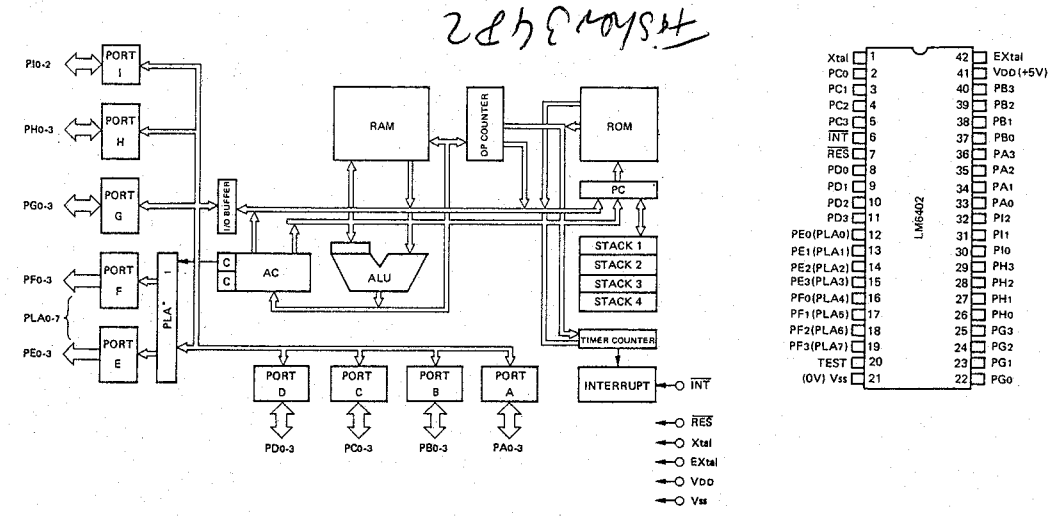 PI0-2
PORT
I
PH0-3
PORT
H
PG0-3
PORT
G
PF0-3
PORT
F
PLA0-7
PE0-3
PORT
E
PLA*
I/O BUFFER
RAM
DP COUNTER
ROM
PC
STACK 1
STACK 2
STACK 3
STACK 4
C
C
AC
ALU
TIMER COUNTER
INTERRUPT
INT
PORT
D
PORT
C
PORT
B
PORT
A
PD0-3
PC0-3
PB0-3
PA0-3
RES
Xtal
EXtal
VDD
Vss
LM6402
Xtal 1
PC0 2
PC1 3
PC2 4
PC3 5
INT 6
RES 7
PD0 8
PD1 9
PD2 10
PD3 11
PE0(PLA0) 12
PE1(PLA1) 13
PE2(PLA2) 14
PE3(PLA3) 15
PF0(PLA4) 16
PF1(PLA5) 17
PF2(PLA6) 18
PF3(PLA7) 19
TEST 20
(0V) Vss 21
42 EXtal
41 VDD(+5V)
40 PB3
39 PB2
38 PB1
37 PB0
36 PA3
35 PA2
34 PA1
33 PA0
32 PI2
31 PI1
30 PI0
29 PH3
28 PH2
27 PH1
26 PH0
25 PG3
24 PG2
23 PG1
22 PG0